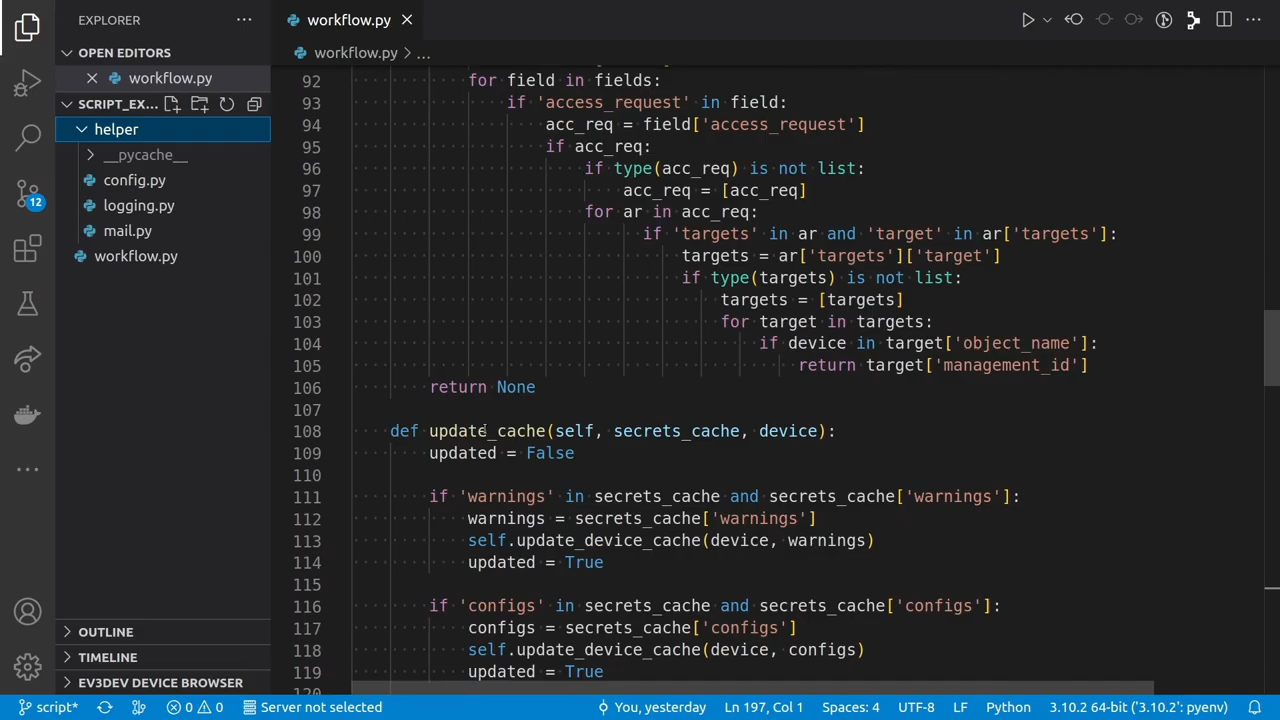 EXPLORER
workflow.py
OPEN EDITORS
workflow.py > ...
workflow.py
SCRIPT_EX...
helper
__pycache__
config.py
logging.py
mail.py
workflow.py
12
92 for field in fields:
93 if 'access_request' in field:
94 acc_req = field['access_request']
95 if acc_req:
96 if type(acc_req) is not list:
97 acc_req = [acc_req]
98 for ar in acc_req:
99 if 'targets' in ar and 'target' in ar['targets']:
100 targets = ar['targets']['target']
101 if type(targets) is not list:
102 targets = [targets]
103 for target in targets:
104 if device in target['object_name']:
105 return target['management_id']
106 return None
107
108 def update_cache(self, secrets_cache, device):
109 updated = False
110
111 if 'warnings' in secrets_cache and secrets_cache['warnings']:
112 warnings = secrets_cache['warnings']
113 self.update_device_cache(device, warnings)
114 updated = True
115
116 if 'configs' in secrets_cache and secrets_cache['configs']:
117 configs = secrets_cache['configs']
118 self.update_device_cache(device, configs)
119 updated = True
120
OUTLINE
TIMELINE
EV3DEV DEVICE BROWSER
script* 0 0 Server not selected You, yesterday Ln 197, Col 1 Spaces: 4 UTF-8 LF Python 3.10.2 64-bit ('3.10.2': pyenv)